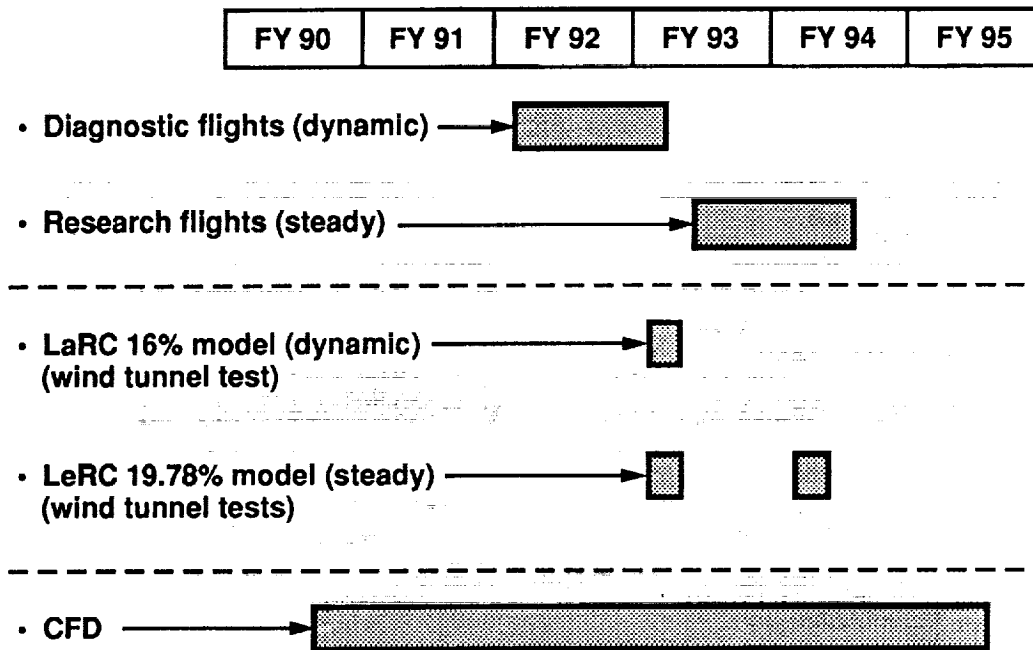 FY 90 FY 91 FY 92 FY 93 FY 94 FY 95
• Diagnostic flights (dynamic)
• Research flights (steady)
• LaRC 16% model (dynamic)
(wind tunnel test)
• LeRC 19.78% model (steady)
(wind tunnel tests)
• CFD